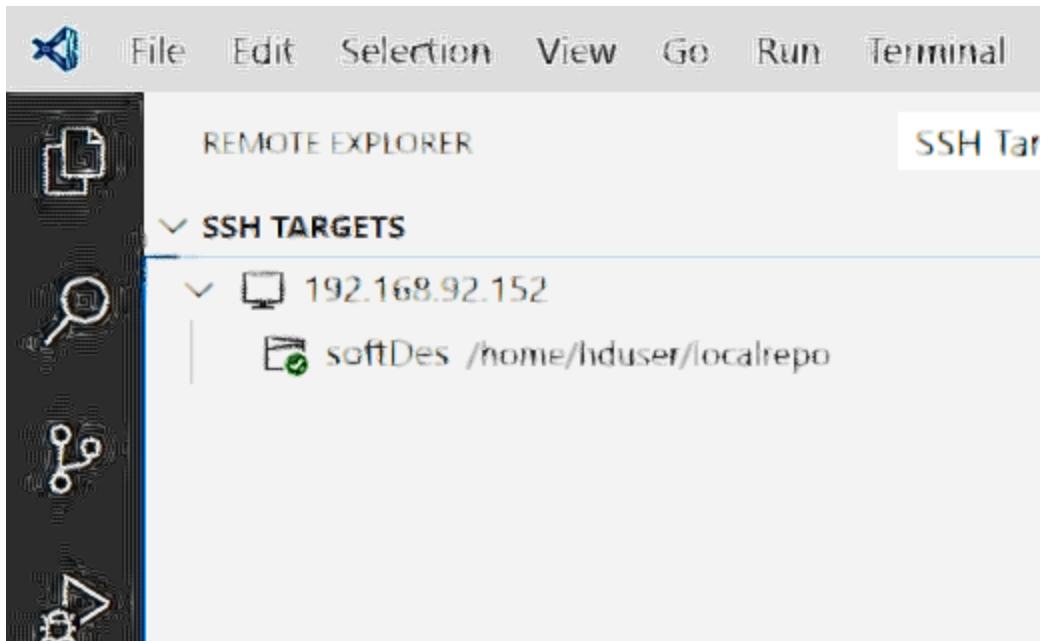 File Edit Selection View Go Run Terminal
REMOTE EXPLORER SSH Tar
SSH TARGETS
192.168.92.152
softDes /home/hduser/localrepo